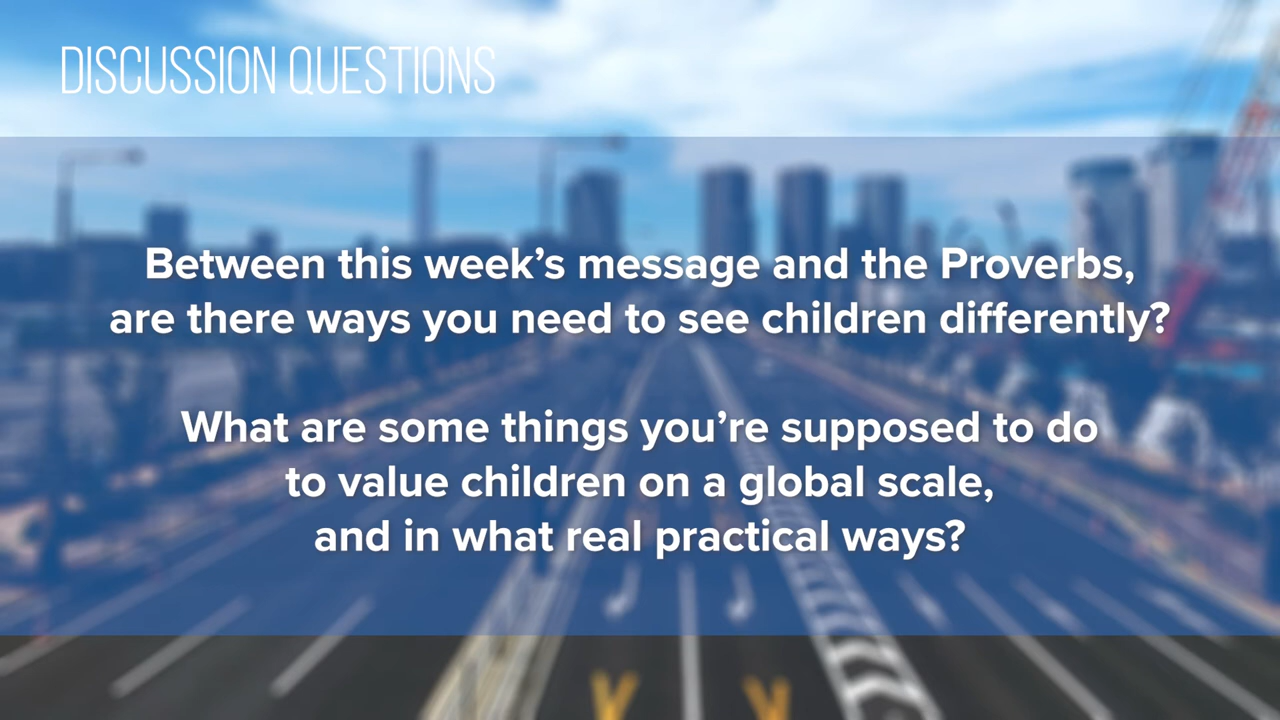 DISCUSSION QUESTIONS
Between this week’s message and the Proverbs,
are there ways you need to see children differently?
What are some things you’re supposed to do
to value children on a global scale,
and in what real practical ways?